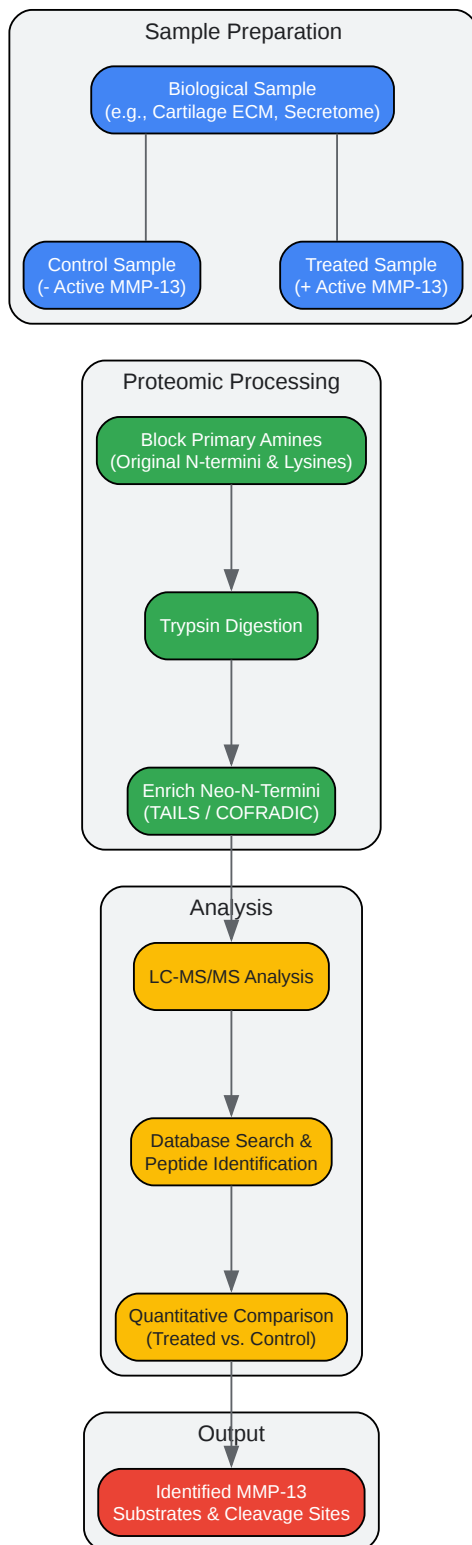 Sample Preparation
Biological Sample
(e.g., Cartilage ECM, Secretome)
Control Sample
(- Active MMP-13)
Treated Sample
(+ Active MMP-13)
Proteomic Processing
Block Primary Amines
(Original N-termini & Lysines)
Trypsin Digestion
Enrich Neo-N-Termini
(TAILS / COFRADIC)
Analysis
LC-MS/MS Analysis
Database Search &
Peptide Identification
Quantitative Comparison
(Treated vs. Control)
Output
Identified MMP-13
Substrates & Cleavage Sites